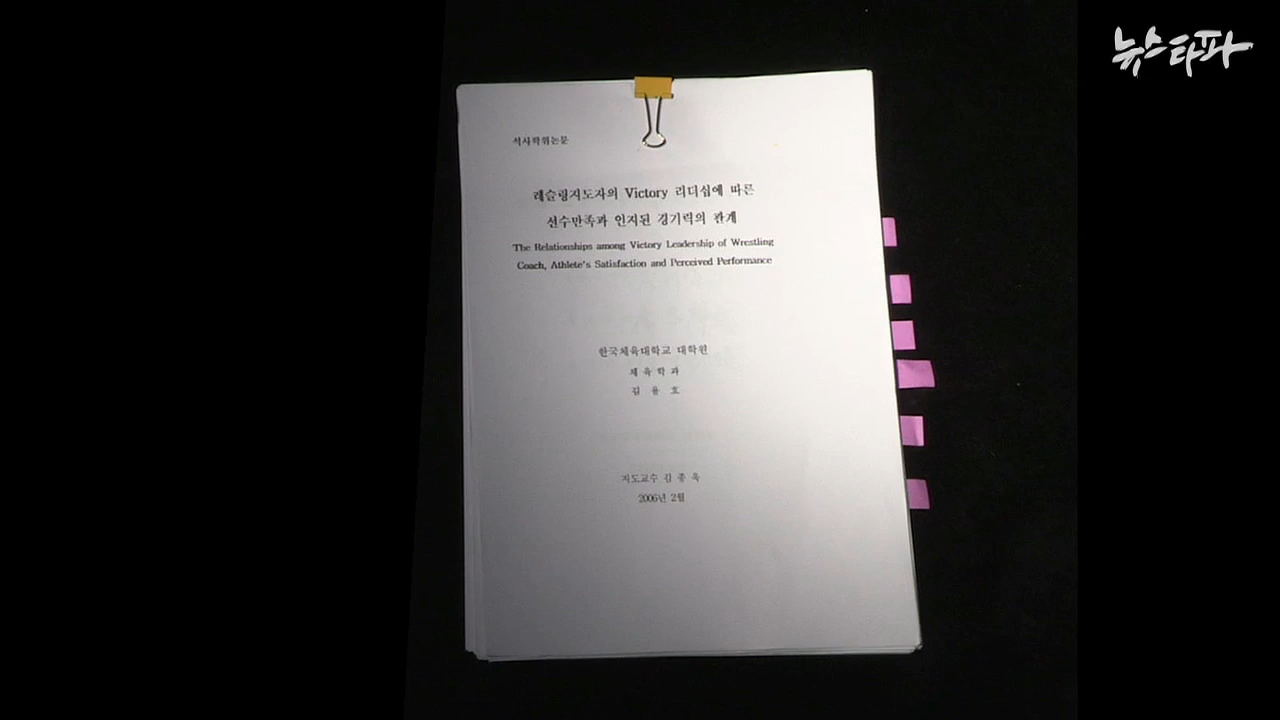 뉴스타파
석사학위논문
레슬링지도자의 Victory 리더십에 따른
선수만족과 인지된 경기력의 관계
The Relationships among Victory Leadership of Wrestling
Coach, Athlete's Satisfaction and Perceived Performance
한국체육대학교 대학원
체 육 학 과
김 용 호
지도교수 김 종 욱
2006년 2월